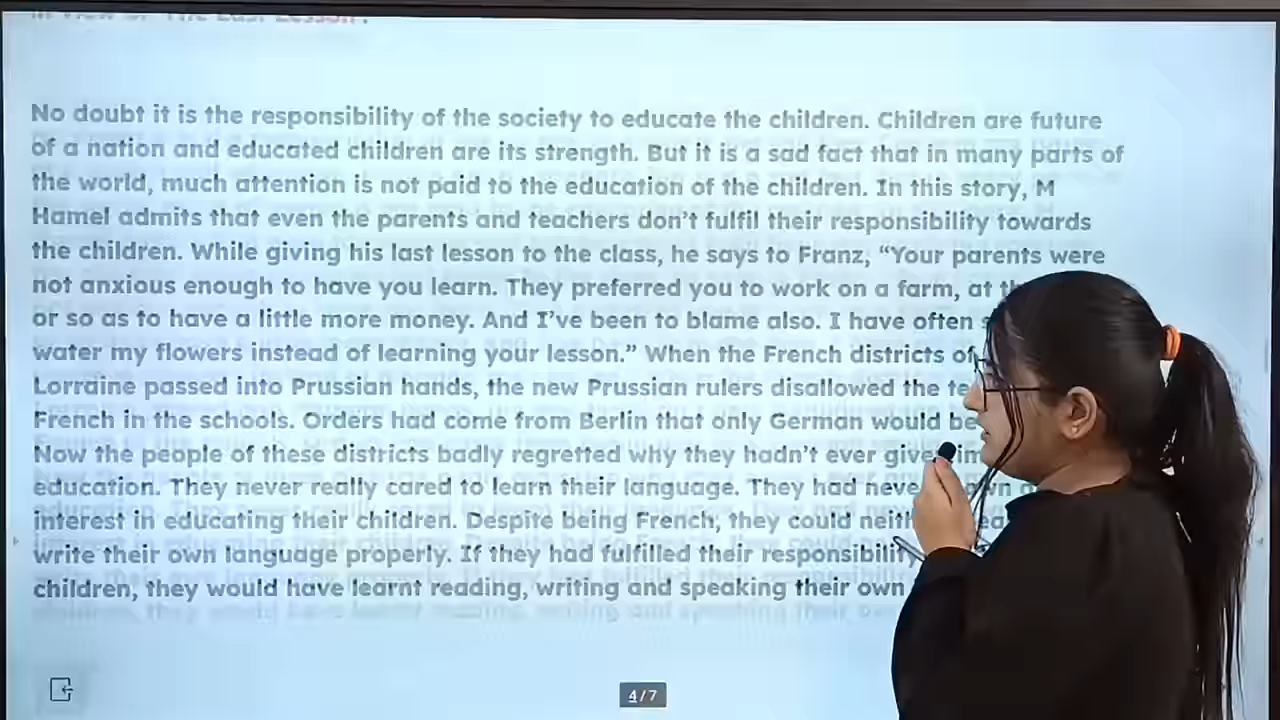 in view of 'The Last Lesson'.
No doubt it is the responsibility of the society to educate the children. Children are future
of a nation and educated children are its strength. But it is a sad fact that in many parts of
the world, much attention is not paid to the education of the children. In this story, M
Hamel admits that even the parents and teachers don't fulfil their responsibility towards
the children. While giving his last lesson to the class, he says to Franz, “Your parents were
not anxious enough to have you learn. They preferred you to work on a farm, at
or so as to have a little more money. And I've been to blame also. I have often
water my flowers instead of learning your lesson.” When the French districts of
Lorraine passed into Prussian hands, the new Prussian rulers disallowed the
French in the schools. Orders had come from Berlin that only German would be
Now the people of these districts badly regretted why they hadn't ever
education. They never really cared to learn their language. They had
interest in educating their children. Despite being French, they could
write their own language properly. If they had fulfilled their
children, they would have learnt reading, writing and speaking their own
4/7